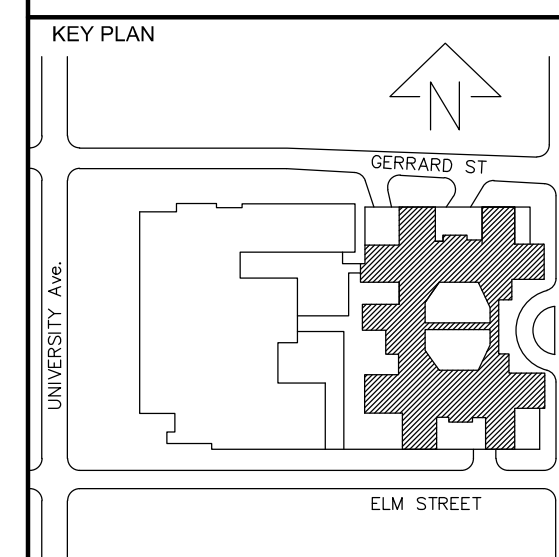 KEY PLAN
N
GERRARD ST
UNIVERSITY Ave.
ELM STREET